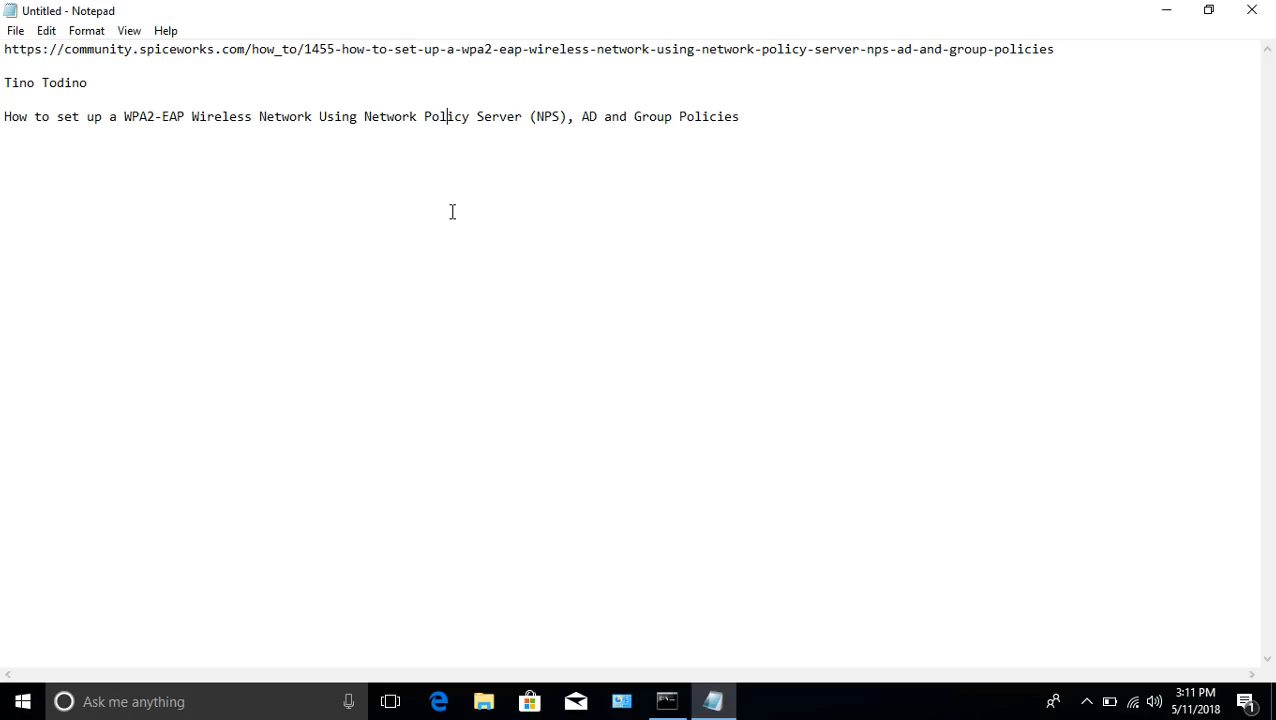 Untitled - Notepad
File Edit Format View Help
https://community.spiceworks.com/how_to/1455-how-to-set-up-a-wpa2-eap-wireless-network-using-network-policy-server-nps-ad-and-group-policies
Tino Todino
How to set up a WPA2-EAP Wireless Network Using Network Policy Server (NPS), AD and Group Policies
Ask me anything
3:11 PM
5/11/2018
1